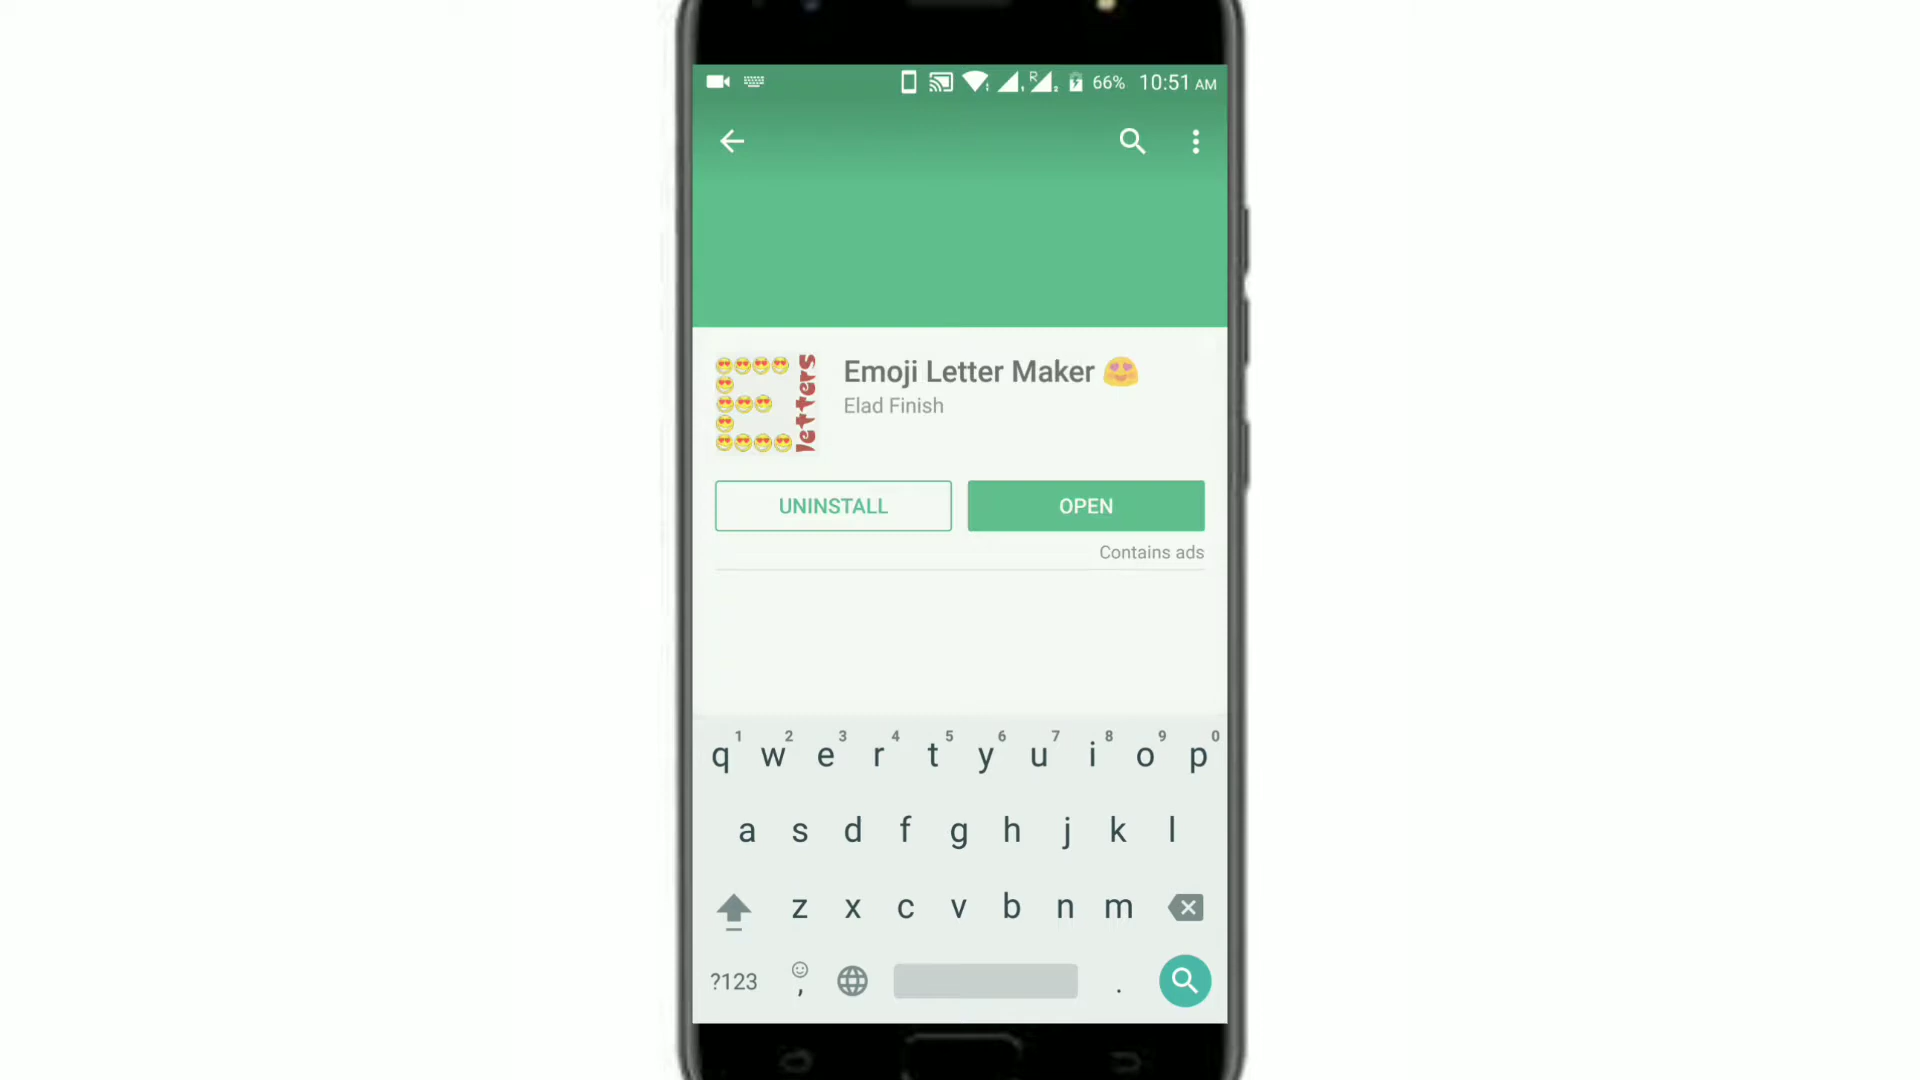 66% 10:51 AM
letters
Emoji Letter Maker 😍
Elad Finish
UNINSTALL
OPEN
Contains ads
1 2 3 4 5 6 7 8 9 0
q w e r t y u i o p
a s d f g h j k l
z x c v b n m
?123 , .